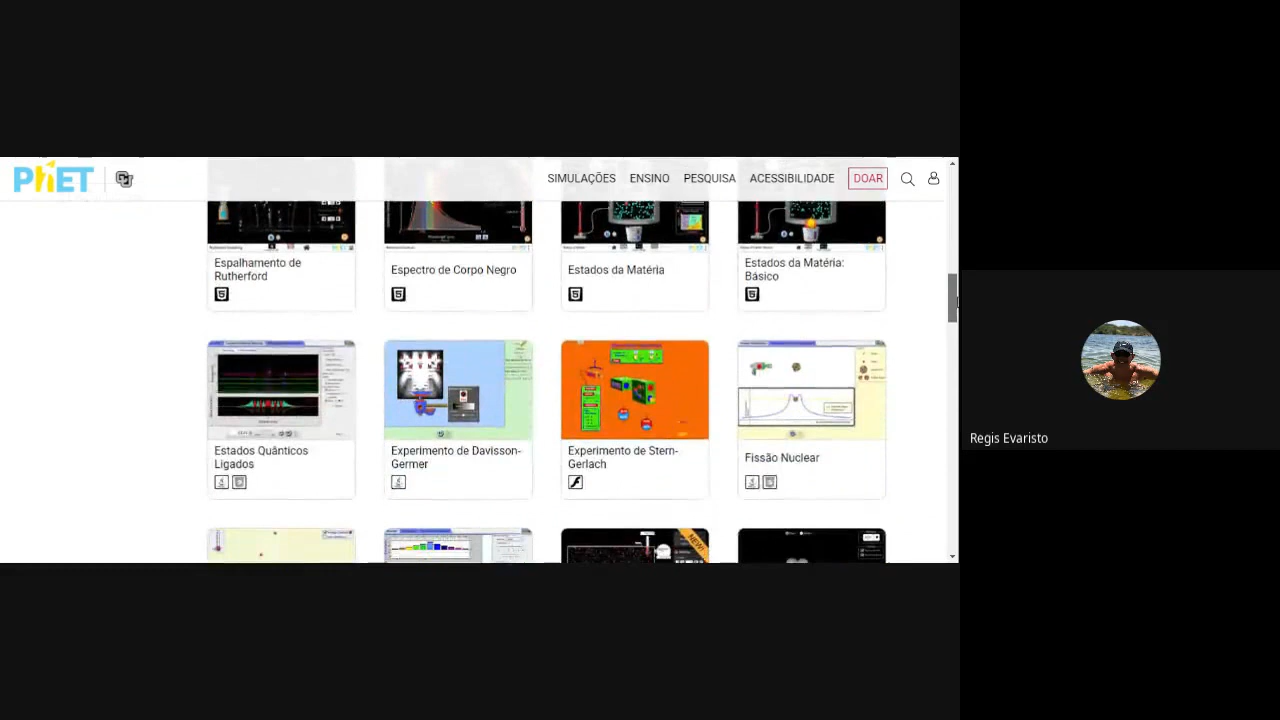 PhET
SIMULAÇÕES ENSINO PESQUISA ACESSIBILIDADE DOAR
Espalhamento de
Rutherford
Espectro de Corpo Negro
Estados da Matéria
Estados da Matéria:
Básico
Estados Quânticos
Ligados
Experimento de Davisson-
Germer
Experimento de Stern-
Gerlach
Fissão Nuclear
NEW!
Regis Evaristo